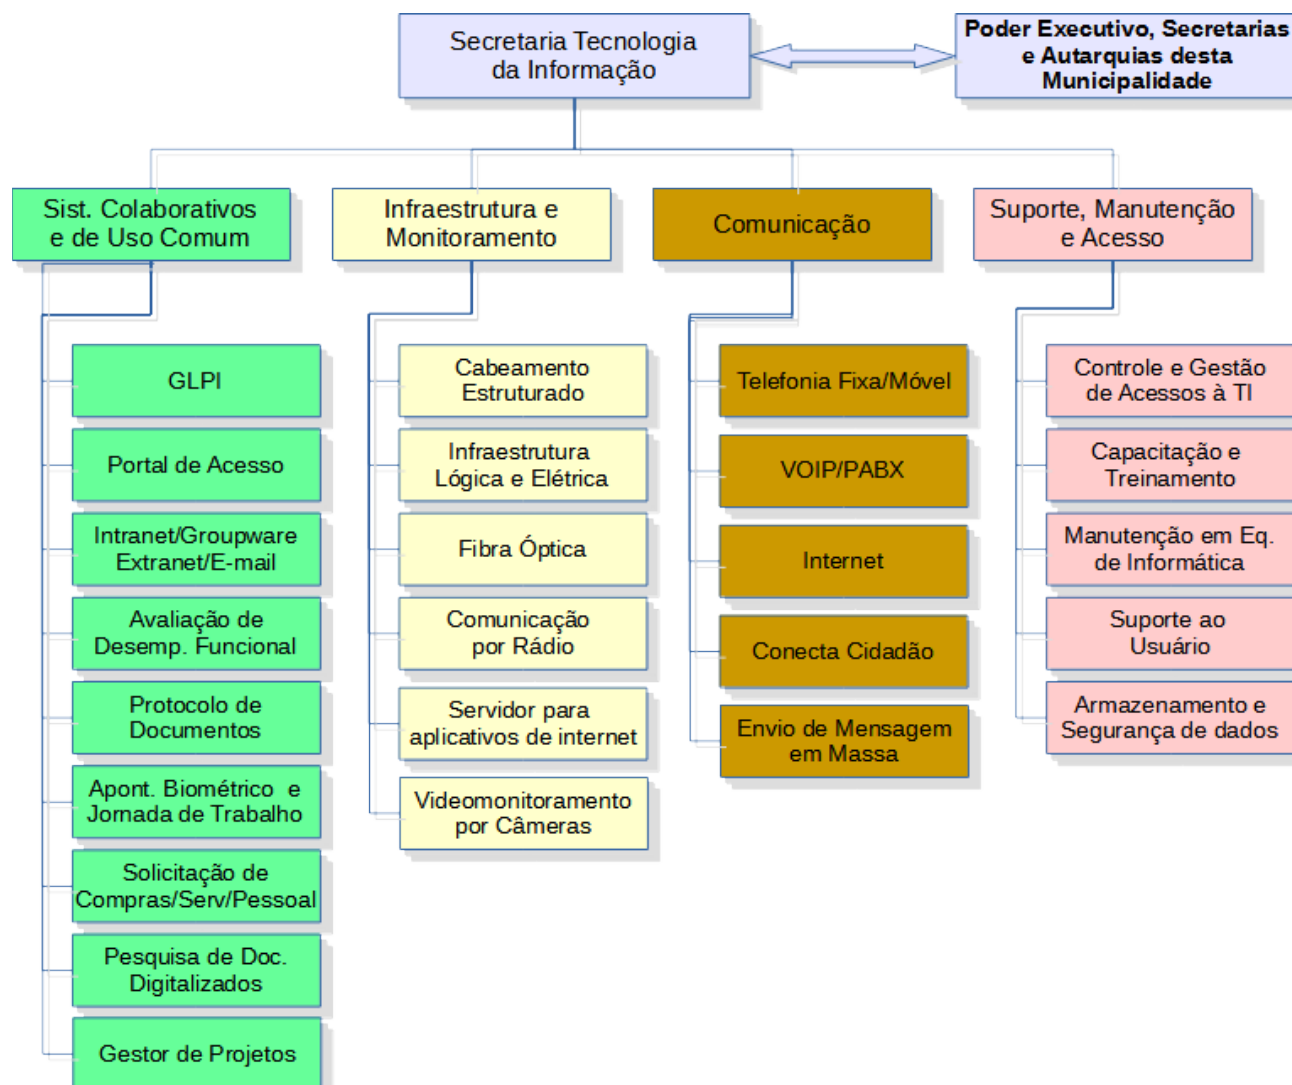 Secretaria Tecnologia
da Informação
Poder Executivo, Secretarias
e Autarquias desta
Municipalidade
Sist. Colaborativos
e de Uso Comum
Infraestrutura e
Monitoramento
Comunicação
Suporte, Manutenção
e Acesso
GLPI
Portal de Acesso
Intranet/Groupware
Extranet/E-mail
Avaliação de
Desemp. Funcional
Protocolo de
Documentos
Apont. Biométrico e
Jornada de Trabalho
Solicitação de
Compras/Serv/Pessoal
Pesquisa de Doc.
Digitalizados
Gestor de Projetos
Cabeamento
Estruturado
Infraestrutura
Lógica e Elétrica
Fibra Óptica
Comunicação
por Rádio
Servidor para
aplicativos de internet
Videomonitoramento
por Câmeras
Telefonia Fixa/Móvel
VOIP/PABX
Internet
Conecta Cidadão
Envio de Mensagem
em Massa
Controle e Gestão
de Acessos à TI
Capacitação e
Treinamento
Manutenção em Eq.
de Informática
Suporte ao
Usuário
Armazenamento e
Segurança de dados